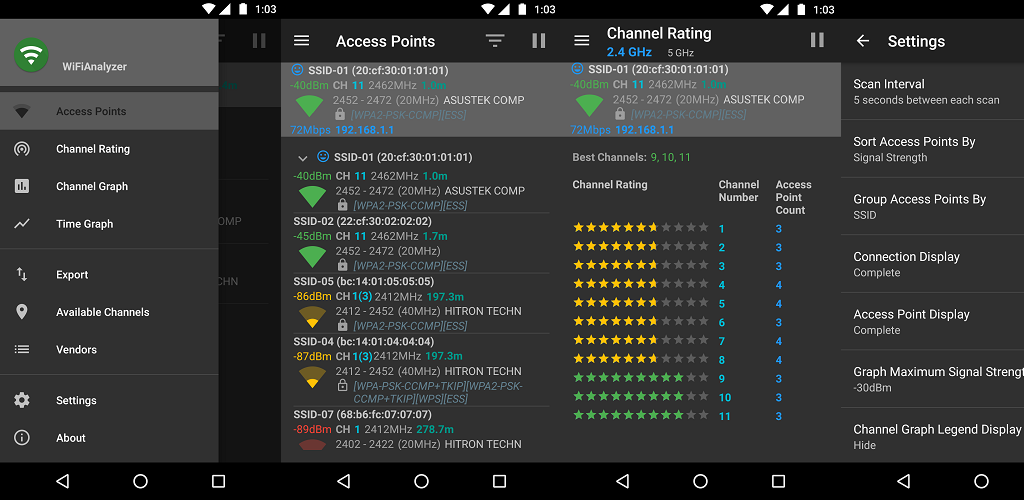 1:03
WiFiAnalyzer
Access Points
Channel Rating
Channel Graph
Time Graph
OMP
Export
CHN
Available Channels
Vendors
Settings
About
1:03
Access Points
SSID-01 (20:cf:30:01:01:01)
-40dBm CH 11 2462MHz 1.0m
2452 - 2472 (20MHz) ASUSTEK COMP
[WPA2-PSK-CCMP][ESS]
72Mbps 192.168.1.1
SSID-01 (20:cf:30:01:01:01)
-40dBm CH 11 2462MHz 1.0m
2452 - 2472 (20MHz) ASUSTEK COMP
[WPA2-PSK-CCMP][ESS]
SSID-02 (22:cf:30:02:02:02)
-45dBm CH 11 2462MHz 1.7m
2452 - 2472 (20MHz)
[WPA2-PSK-CCMP][ESS]
SSID-05 (bc:14:01:05:05:05)
-86dBm CH 1(3) 2412MHz 197.3m
2412 - 2452 (40MHz) HITRON TECHN
[WPA2-PSK-CCMP][ESS]
SSID-04 (bc:14:01:04:04:04)
-87dBm CH 1(3) 2412MHz 197.3m
2412 - 2452 (40MHz) HITRON TECHN
[WPA-PSK-CCMP+TKIP][WPA2-PSK-
CCMP+TKIP][WPS][ESS]
SSID-07 (68:b6:fc:07:07:07)
-89dBm CH 1 2412MHz 278.7m
2402 - 2422 (20MHz) HITRON TECHN
1:03
Channel Rating
2.4 GHz 5 GHz
SSID-01 (20:cf:30:01:01:01)
-40dBm CH 11 2462MHz 1.0m
2452 - 2472 (20MHz) ASUSTEK COMP
[WPA2-PSK-CCMP][ESS]
72Mbps 192.168.1.1
Best Channels: 9, 10, 11
Channel Rating
Channel
Number
Access
Point
Count
1 3
2 3
3 3
4 4
5 4
6 3
7 4
8 4
9 3
10 3
11 3
1:03
Settings
Scan Interval
5 seconds between each scan
Sort Access Points By
Signal Strength
Group Access Points By
SSID
Connection Display
Complete
Access Point Display
Complete
Graph Maximum Signal Strengt
-30dBm
Channel Graph Legend Display
Hide